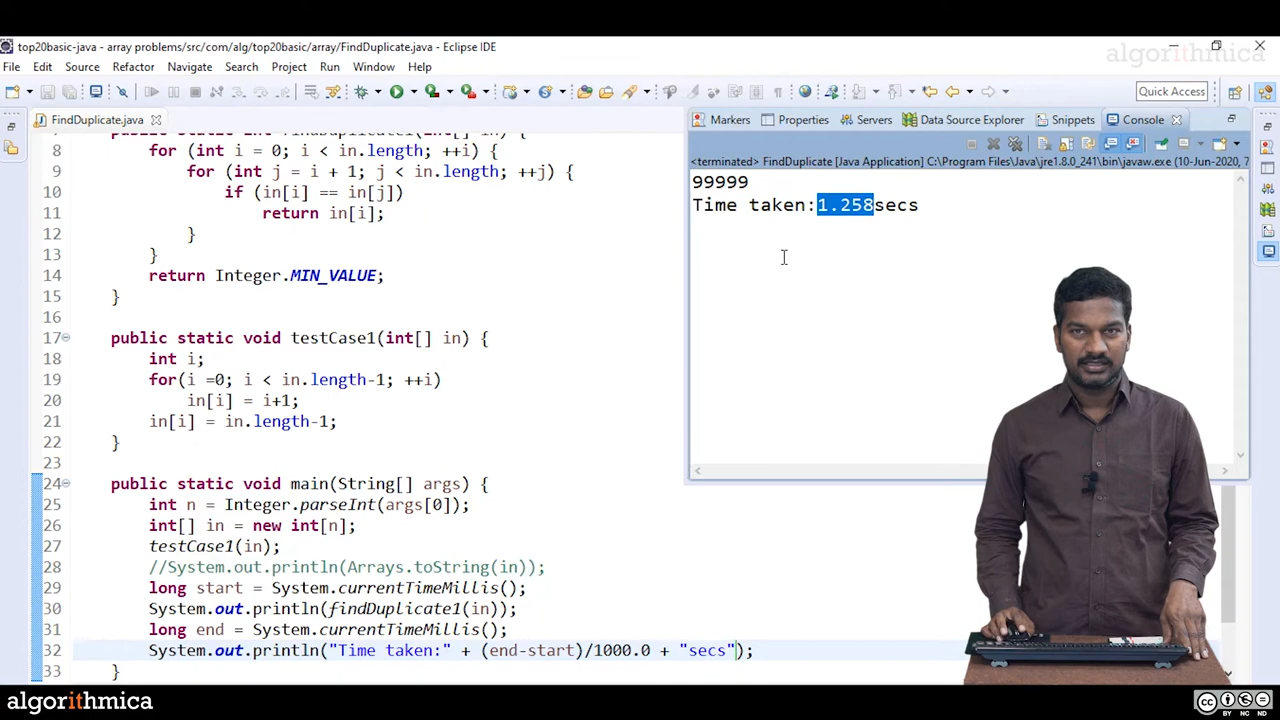 top20basic-java - array problems/src/com/alg/top20basic/array/FindDuplicate.java - Eclipse IDE
algorithmica
File Edit Source Refactor Navigate Search Project Run Window Help
Quick Access
FindDuplicate.java
Markers Properties Servers Data Source Explorer Snippets Console
<terminated> FindDuplicate [Java Application] C:\Program Files\Java\jre1.8.0_241\bin\javaw.exe (10-Jun-2020, 7
99999
Time taken:1.258secs
8 for (int i = 0; i < in.length; ++i) {
9 for (int j = i + 1; j < in.length; ++j) {
10 if (in[i] == in[j])
11 return in[i];
12 }
13 }
14 return Integer.MIN_VALUE;
15 }
16
17 public static void testCase1(int[] in) {
18 int i;
19 for(i =0; i < in.length-1; ++i)
20 in[i] = i+1;
21 in[i] = in.length-1;
22 }
23
24 public static void main(String[] args) {
25 int n = Integer.parseInt(args[0]);
26 int[] in = new int[n];
27 testCase1(in);
28 //System.out.println(Arrays.toString(in));
29 long start = System.currentTimeMillis();
30 System.out.println(findDuplicate1(in));
31 long end = System.currentTimeMillis();
32 System.out.println("Time taken:" + (end-start)/1000.0 + "secs");
33 }
algorithmica
cc BY NC ND